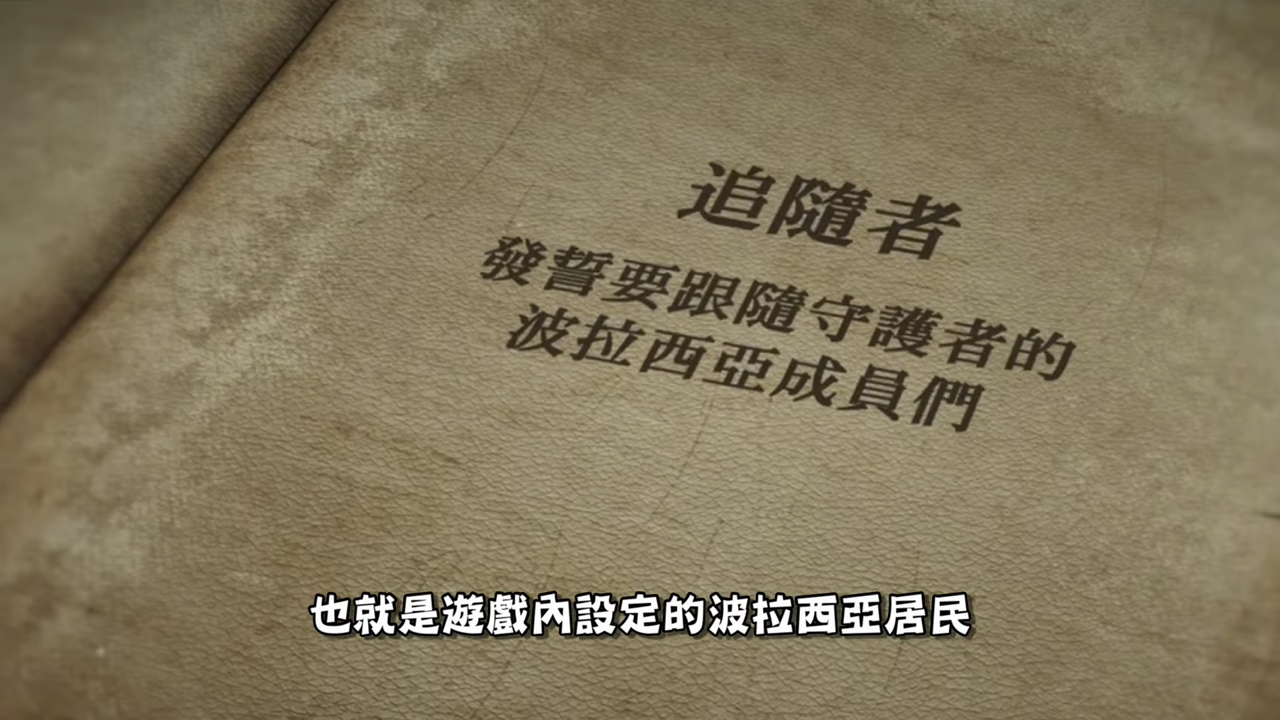 追隨者
發誓要跟隨守護者的
波拉西亞成員們
也就是遊戲內設定的波拉西亞居民